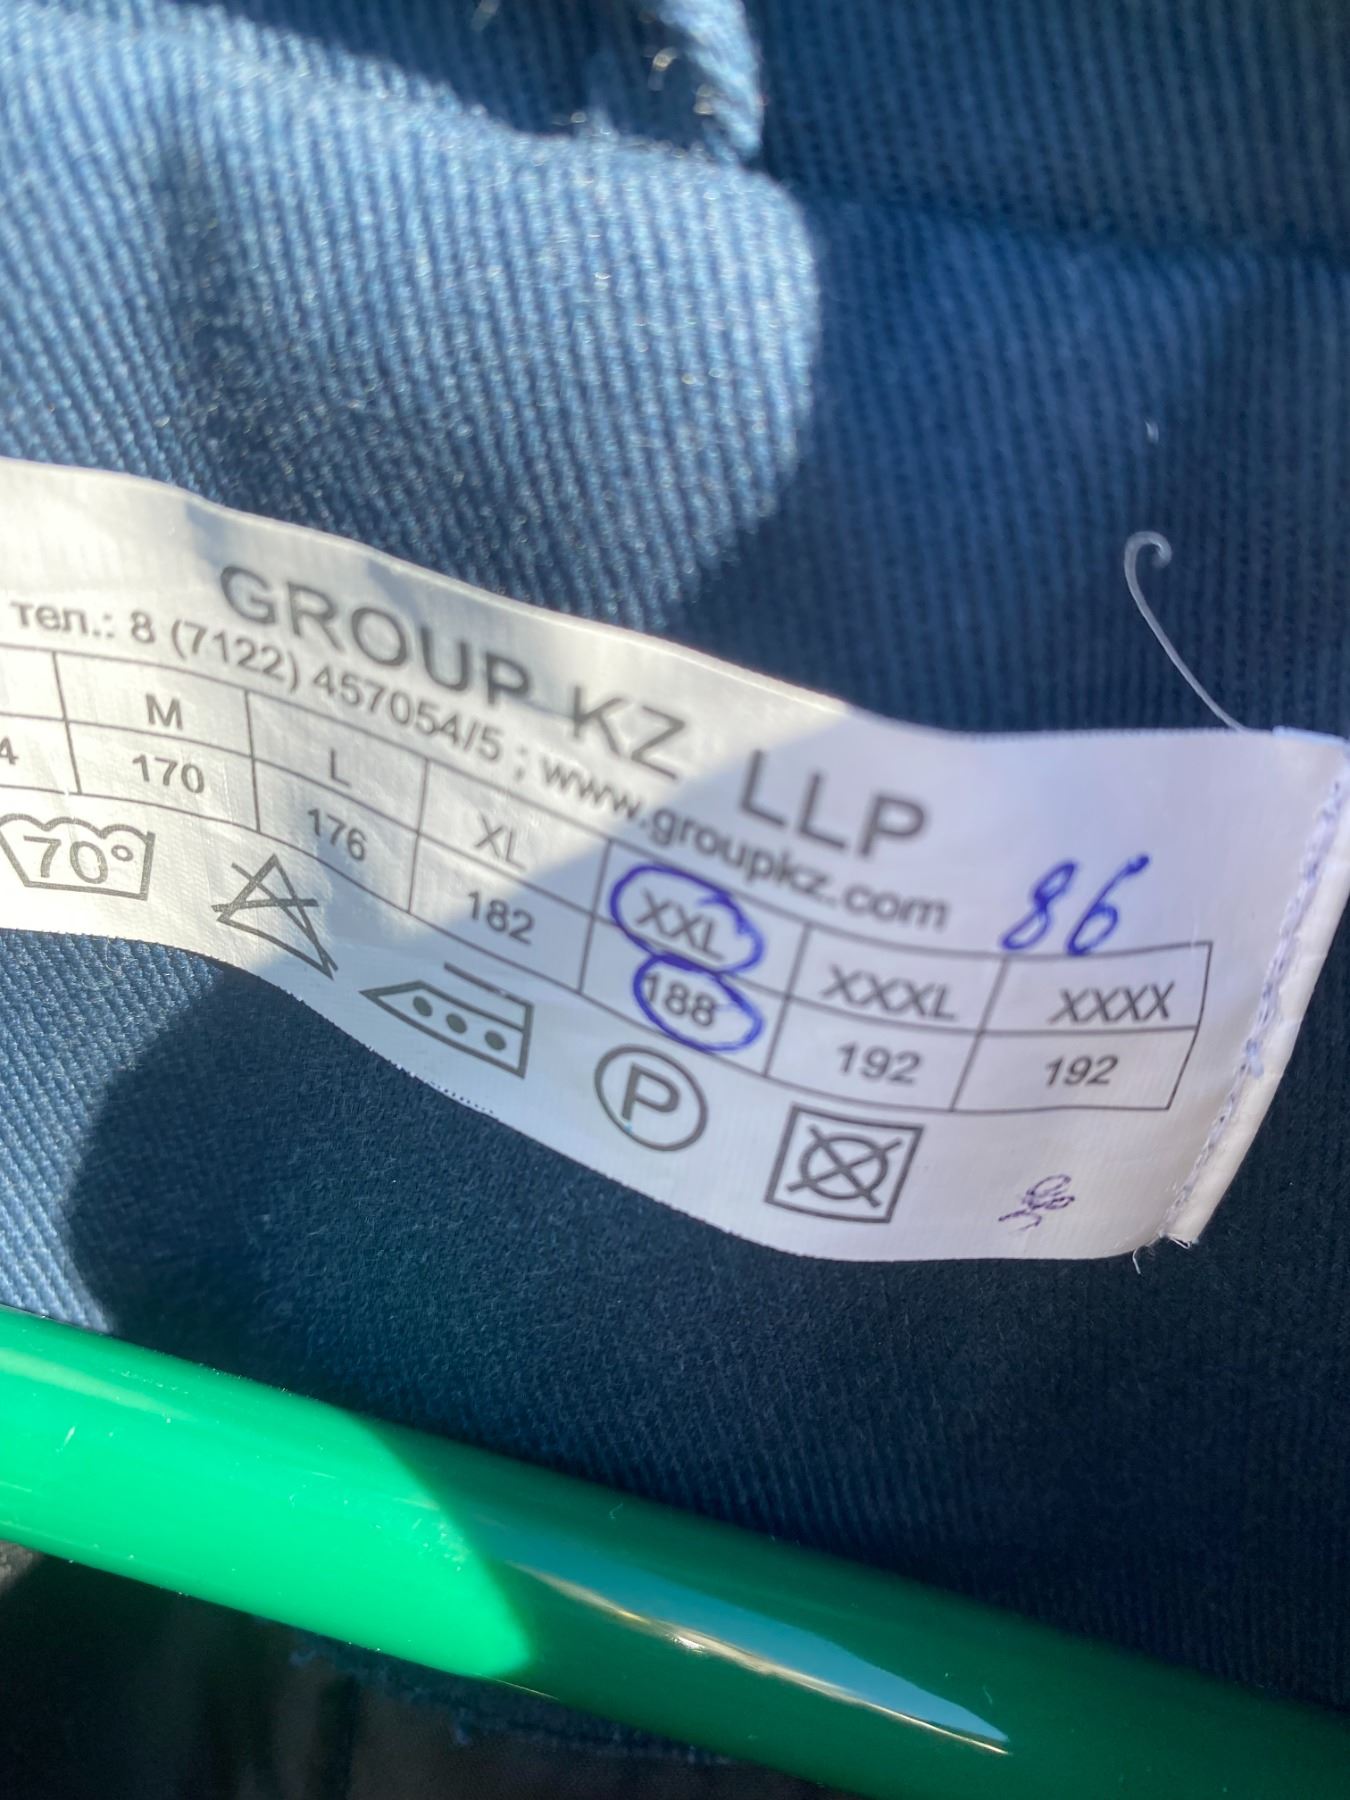 GROUP KZ LLP
тел.: 8 (7122) 457054/5 ; www.groupkz.com
86
M L XL XXL XXXL XXXX
4 170 176 182 188 192 192
70° P